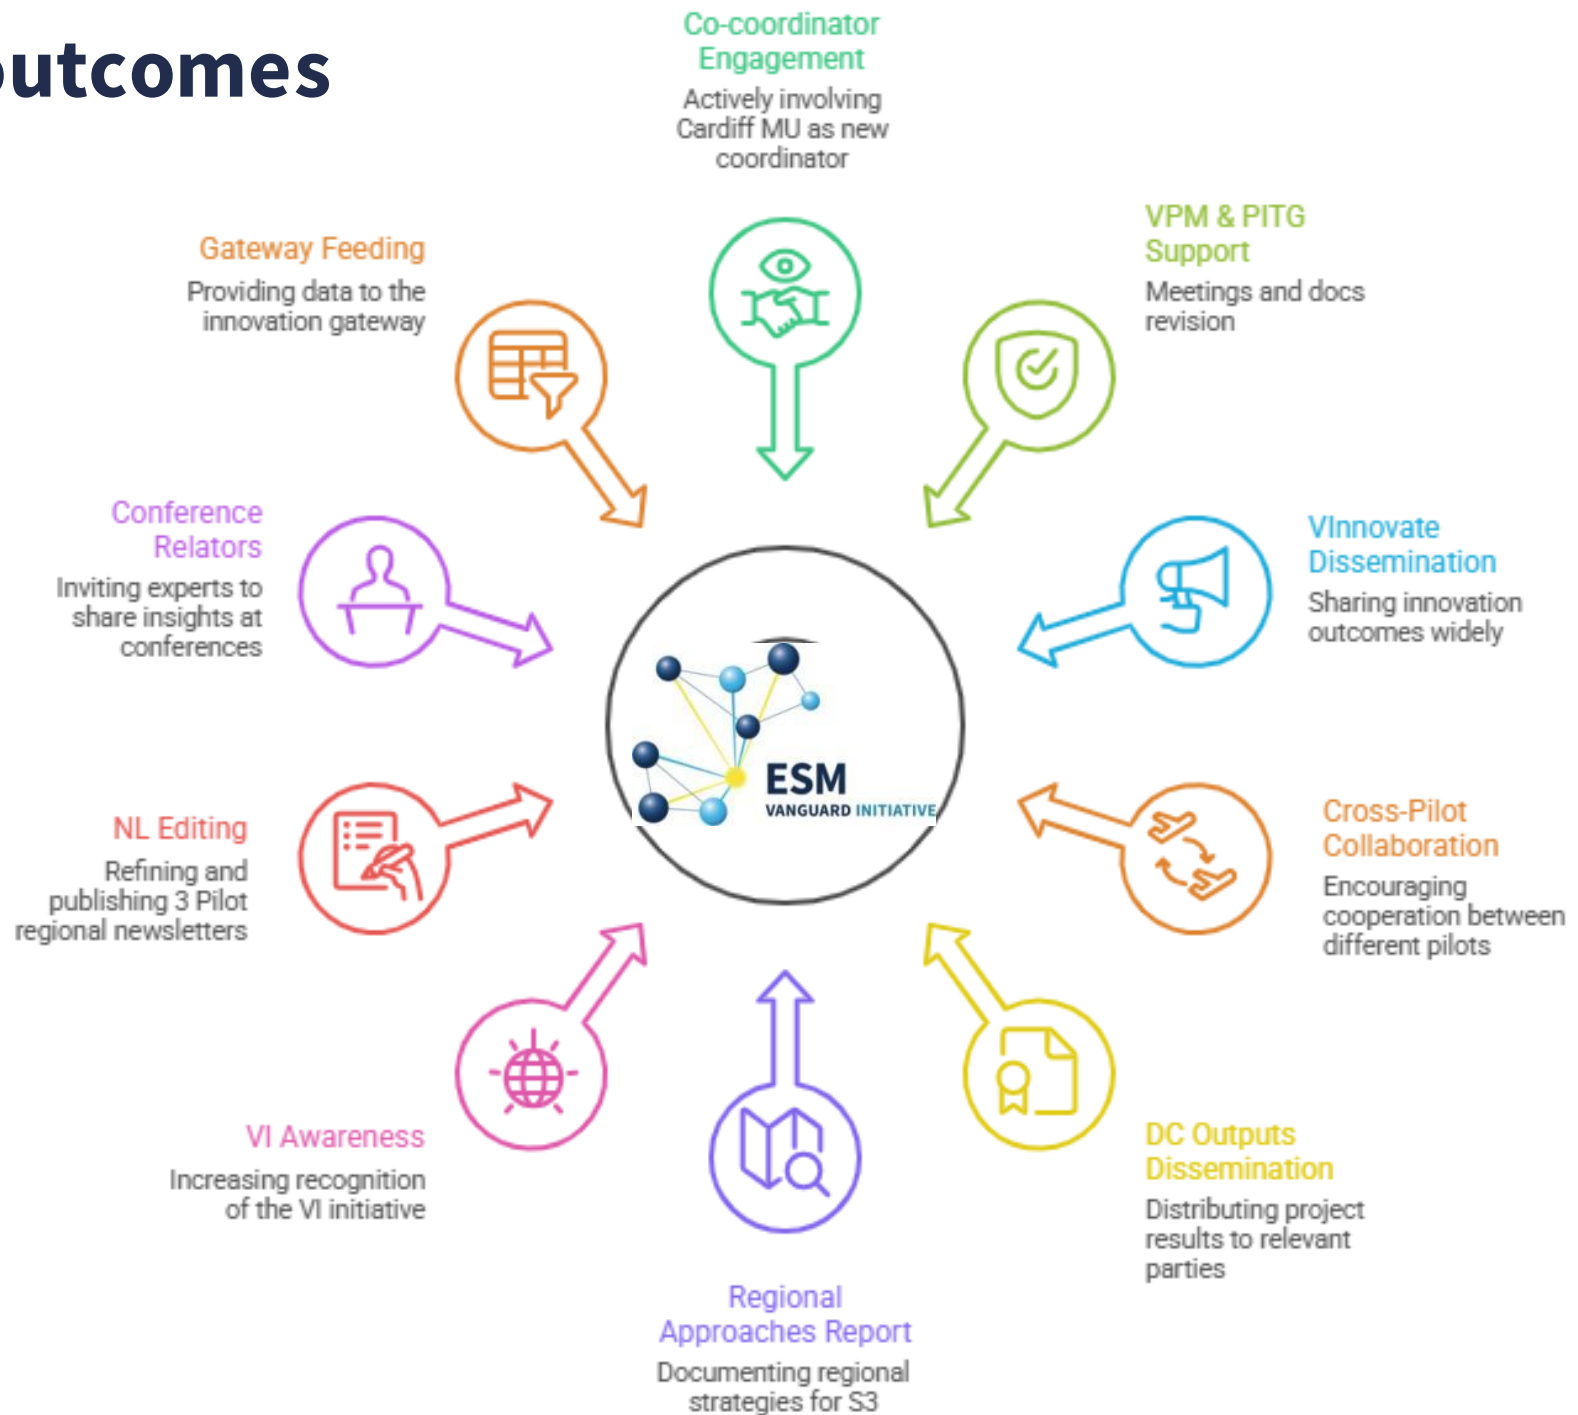 outcomes
Co-coordinator
Engagement
Actively involving
Cardiff MU as new
coordinator
VPM & PITG
Support
Meetings and docs
revision
Gateway Feeding
Providing data to the
innovation gateway
Conference
Relators
Inviting experts to
share insights at
conferences
VInnovate
Dissemination
Sharing innovation
outcomes widely
ESM
VANGUARD INITIATIVE
NL Editing
Refining and
publishing 3 Pilot
regional newsletters
Cross-Pilot
Collaboration
Encouraging
cooperation between
different pilots
VI Awareness
Increasing recognition
of the VI initiative
DC Outputs
Dissemination
Distributing project
results to relevant
parties
Regional
Approaches Report
Documenting regional
strategies for S3